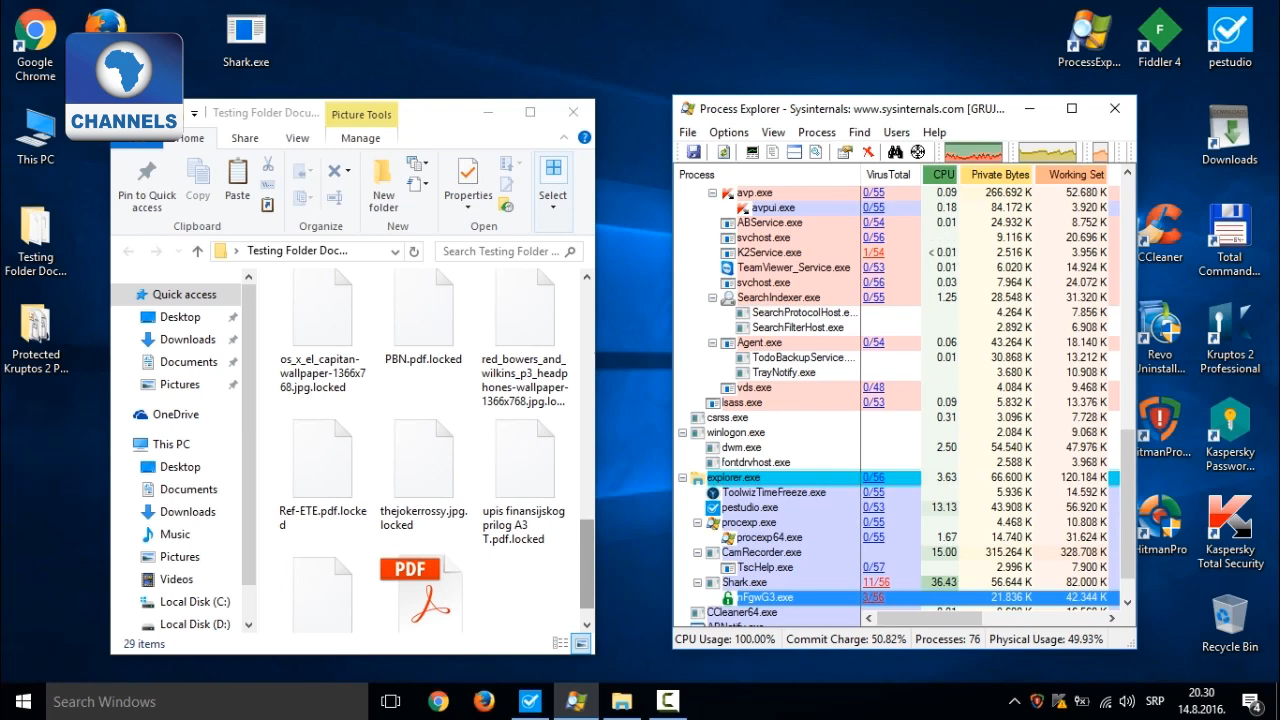 Google Chrome
Shark.exe
ProcessExp...
Fiddler 4
pestudio
CHANNELS
This PC
Testing Folder Doc...
Protected Kruptos 2 P...
Downloads
CCleaner
Total Command...
Revo Uninstall...
Kruptos 2 Professional
HitmanPro...
Kaspersky Passwor...
HitmanPro
Kaspersky Total Security
Recycle Bin
Testing Folder Docu...
Picture Tools
Home
Share
View
Manage
Pin to Quick access
Copy
Paste
New folder
Properties
Select
Clipboard
Organize
New
Open
Testing Folder Doc...
Search Testing Folder ...
Quick access
Desktop
Downloads
Documents
Pictures
OneDrive
This PC
Desktop
Documents
Downloads
Music
Pictures
Videos
Local Disk (C:)
Local Disk (D:)
os_x_el_capitan-wallpaper-1366x768.jpg.locked
PBN.pdf.locked
red_bowers_and_wilkins_p3_headphones-wallpaper-1366x768.jpg.lo...
Ref-ETE.pdf.locked
thejokerrossy.jpg.locked
upis finansijskog prilog A3 T.pdf.locked
PDF
29 items
Process Explorer - Sysinternals: www.sysinternals.com [GRUJ...
File Options View Process Find Users Help
Process VirusTotal CPU Private Bytes Working Set
avp.exe 0/55 0.09 266.692 K 52.680 K
avpui.exe 0/55 0.18 84.172 K 3.920 K
ABService.exe 0/54 0.01 24.932 K 8.752 K
svchost.exe 0/56 9.116 K 20.696 K
K2Service.exe 1/54 < 0.01 2.516 K 3.956 K
TeamViewer_Service.exe 0/53 6.020 K 14.924 K
svchost.exe 0/56 0.03 7.964 K 24.072 K
SearchIndexer.exe 0/55 1.25 28.548 K 31.320 K
SearchProtocolHost.e... 4.264 K 7.856 K
SearchFilterHost.exe 2.892 K 6.908 K
Agent.exe 0/54 0.06 43.264 K 18.140 K
TodoBackupService.... 0.01 30.868 K 13.212 K
TrayNotify.exe 3.680 K 10.908 K
vds.exe 0/48 4.084 K 9.468 K
lsass.exe 0/53 0.09 5.832 K 13.376 K
csrss.exe 0.31 3.096 K 7.728 K
winlogon.exe 2.084 K 9.068 K
dwm.exe 2.50 54.540 K 47.976 K
fontdrvhost.exe 2.588 K 3.968 K
explorer.exe 0/56 3.63 66.600 K 120.184 K
ToolwizTimeFreeze.exe 0/55 5.936 K 14.592 K
pestudio.exe 0/53 13.13 43.908 K 56.920 K
procexp.exe 0/55 4.468 K 10.808 K
procexp64.exe 0/55 1.67 14.740 K 31.624 K
CamRecorder.exe 15.00 315.264 K 328.708 K
TscHelp.exe 0/57 2.996 K 7.900 K
Shark.exe 11/56 36.43 56.644 K 82.000 K
nFgwG3.exe 3/56 21.836 K 42.344 K
CCleaner64.exe
CPU Usage: 100.00% Commit Charge: 50.82% Processes: 76 Physical Usage: 49.93%
Search Windows
SRP
20.30
14.8.2016.
4